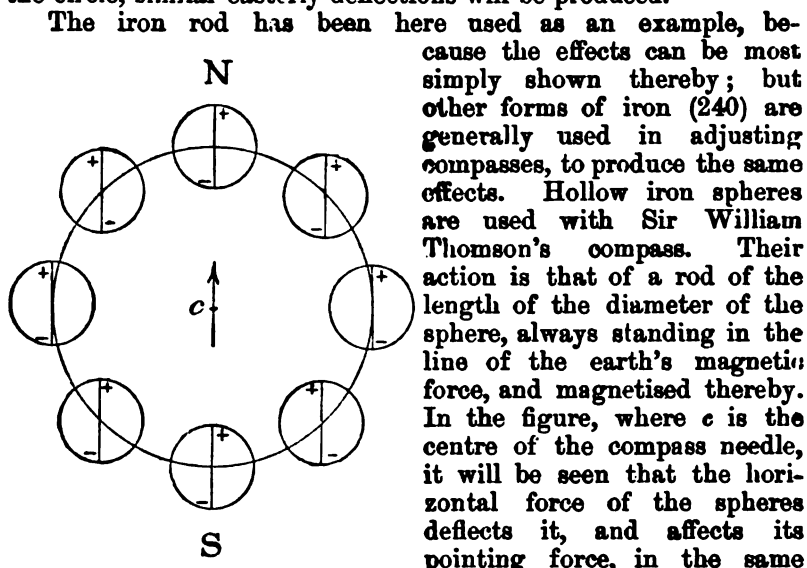 the circle, similar easterly deflections will be produced.
The iron rod has been here used as an example, be-
cause the effects can be most
simply shown thereby; but
other forms of iron (240) are
generally used in adjusting
compasses, to produce the same
effects. Hollow iron spheres
are used with Sir William
Thomson's compass. Their
action is that of a rod of the
length of the diameter of the
sphere, always standing in the
line of the earth's magnetic
force, and magnetised thereby.
In the figure, where c is the
centre of the compass needle,
it will be seen that the hori-
zontal force of the spheres
deflects it, and affects its
pointing force, in the same
N
+
-
+
-
+
-
+
-
c
+
-
+
-
+
-
+
-
S